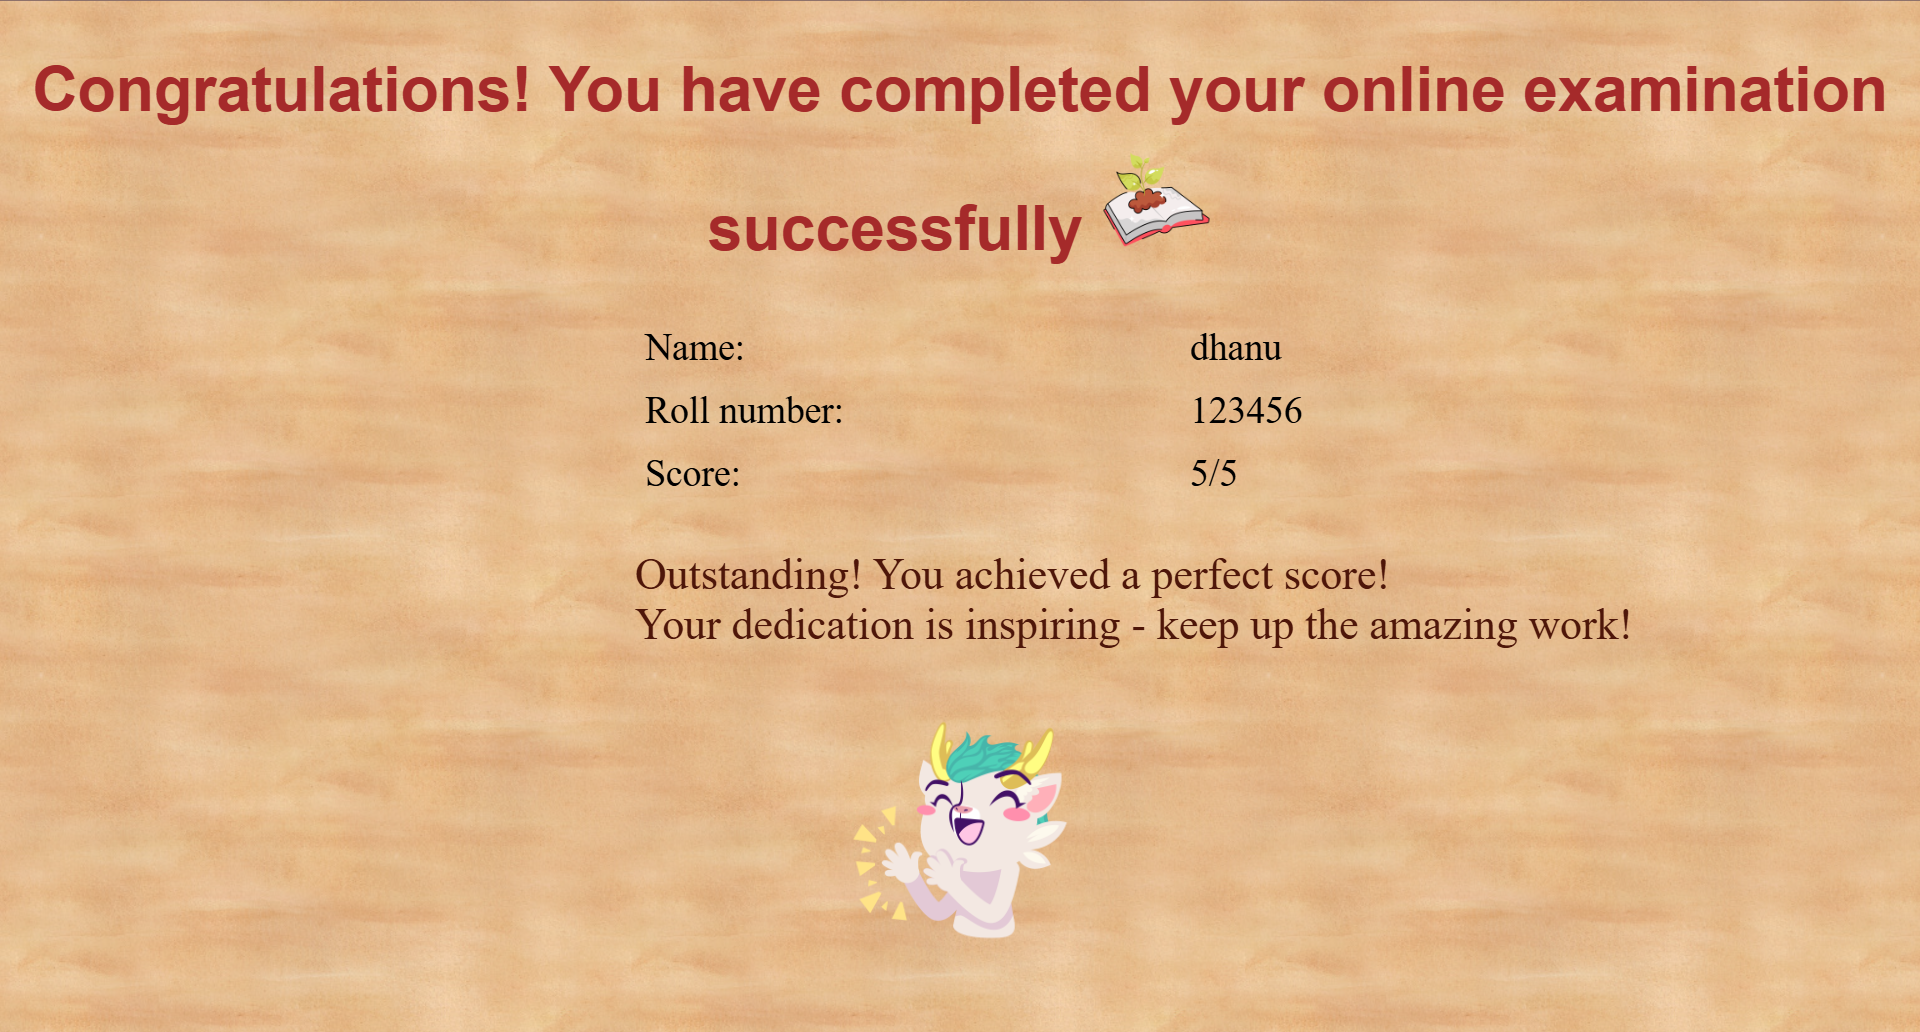 Congratulations! You have completed your online examination
successfully
Name: dhanu
Roll number: 123456
Score: 5/5
Outstanding! You achieved a perfect score!
Your dedication is inspiring - keep up the amazing work!